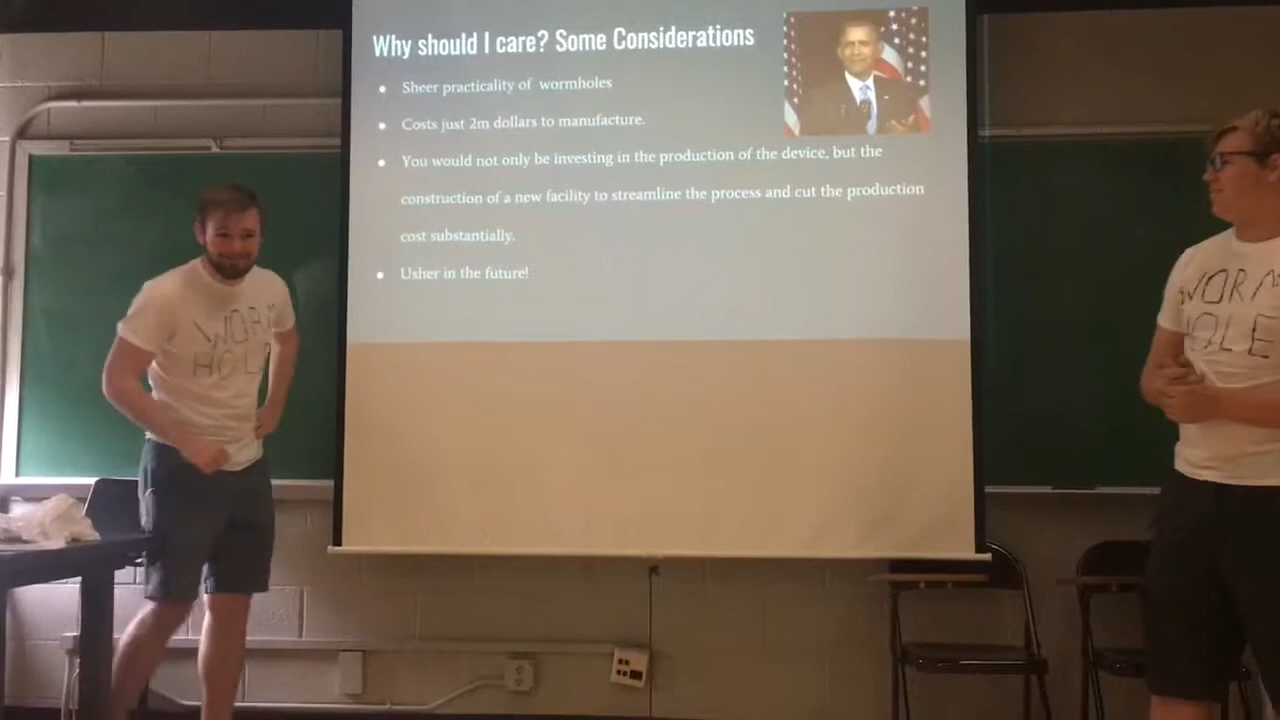 Why should I care? Some Considerations
Sheer practicality of wormholes
Costs just 2m dollars to manufacture.
You would not only be investing in the production of the device, but the
construction of a new facility to streamline the process and cut the production
cost substantially.
Usher in the future!
WORM
HOLE
WORM
HOLE